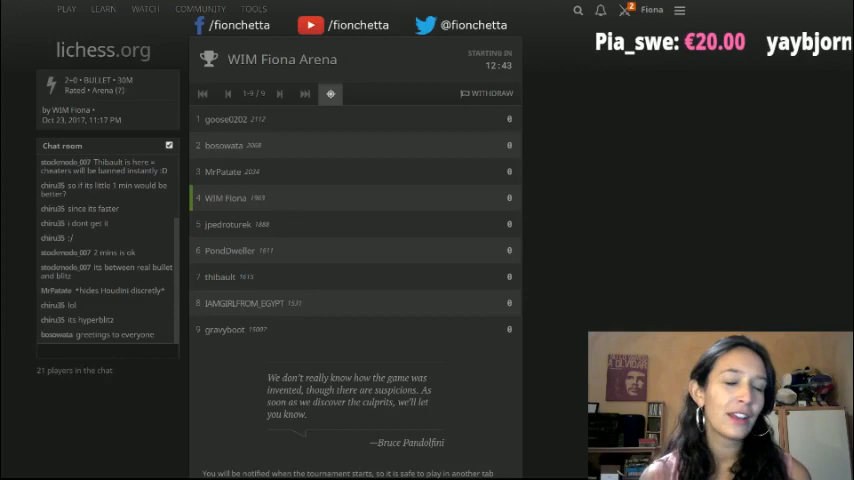 PLAY LEARN WATCH COMMUNITY TOOLS
2 Fiona
/fionchetta /fionchetta @fionchetta
Pia_swe: €20.00 yaybjorn
lichess.org
WIM Fiona Arena
STARTING IN
12:43
2+0 • BULLET • 30M
Rated • Arena (?)
by WIM Fiona •
Oct 23, 2017, 11:17 PM
1-9 / 9
WITHDRAW
Chat room
stockmodo_007 Thibault is here =
cheaters will be banned instantly :D
chiru35 so if its little 1 min would be
better?
chiru35 since its faster
chiru35 i dont get it
chiru35 :/
stockmodo_007 2 mins is ok
stockmodo_007 its between real bullet
and blitz
MrPatate *hides Houdini discretly*
chiru35 lol
chiru35 its hyperblitz
bosowata greetings to everyone
21 players in the chat
1 goose0202 2112 0
2 bosowata 2068 0
3 MrPatate 2034 0
4 WIM Fiona 1963 0
5 jpedroturek 1880 0
6 PondDweller 1811 0
7 thibault 1615 0
8 IAMGIRLFROM_EGYPT 1531 0
9 gravyboot 1500? 0
We don't really know how the game was
invented, though there are suspicions. As
soon as we discover the culprits, we'll let
you know.
—Bruce Pandolfini
You will be notified when the tournament starts, so it is safe to play in another tab